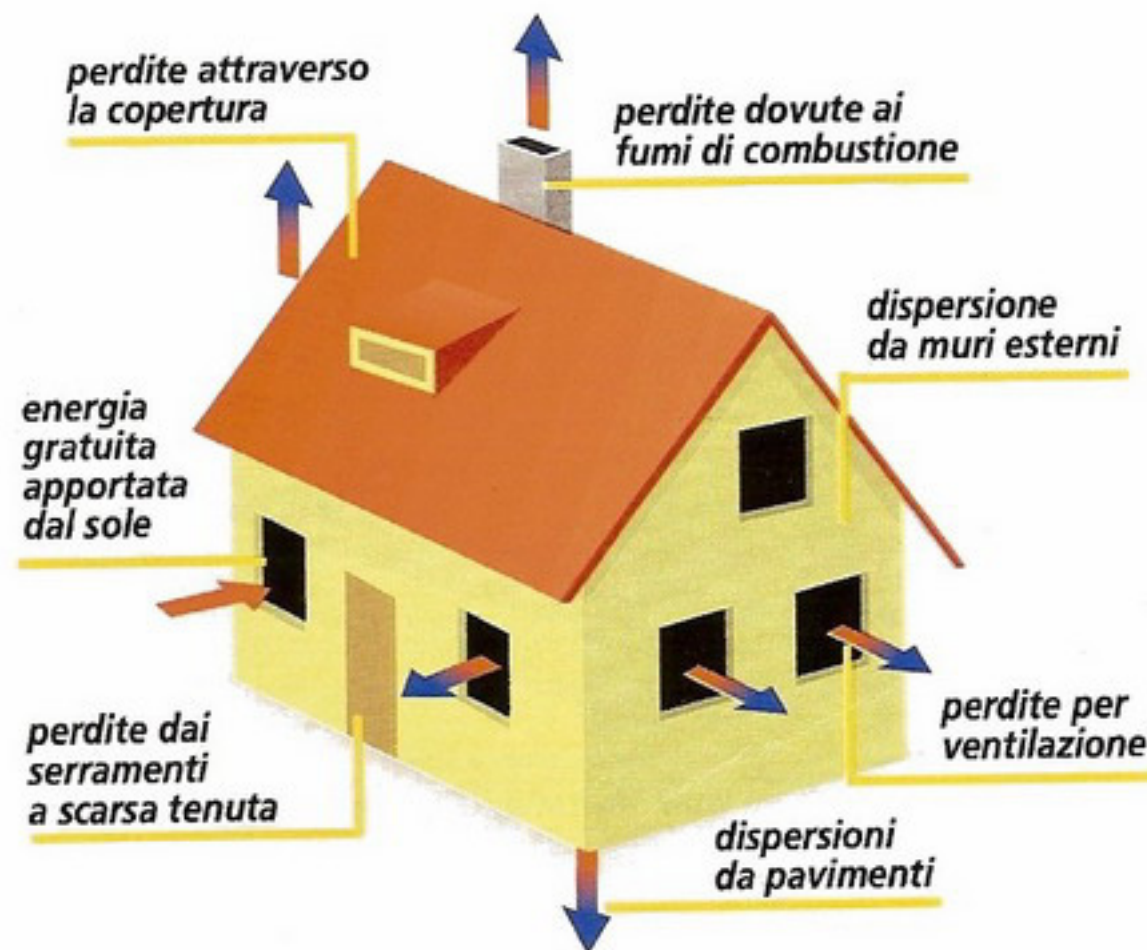 perdite attraverso
la copertura
perdite dovute ai
fumi di combustione
dispersione
da muri esterni
energia
gratuita
apportata
dal sole
perdite dai
serramenti
a scarsa tenuta
perdite per
ventilazione
dispersioni
da pavimenti